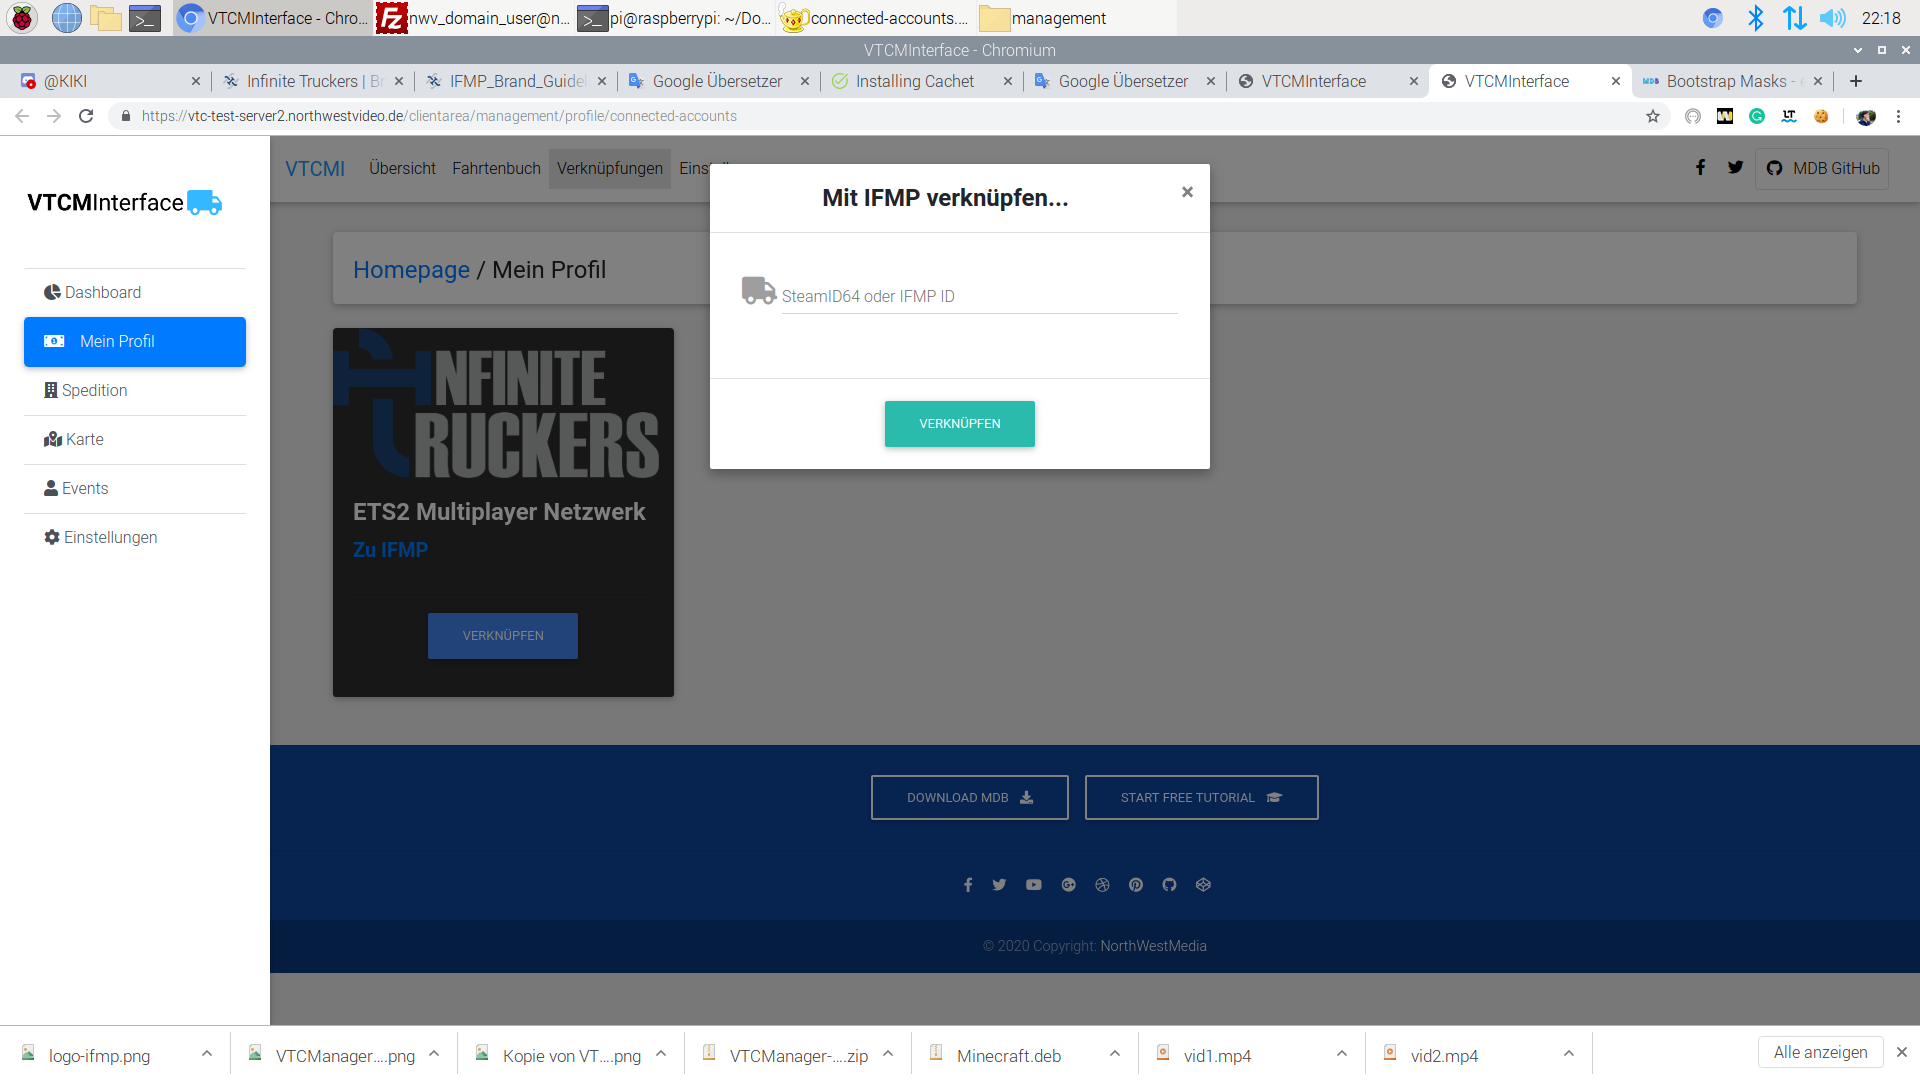 VTCMInterface - Chro...
nwv_domain_user@n...
pi@raspberrypi: ~/Do...
connected-accounts....
management
22:18
VTCMInterface - Chromium
@KIKI
Infinite Truckers | Br
IFMP_Brand_Guidel
Google Übersetzer
Installing Cachet
Google Übersetzer
VTCMInterface
VTCMInterface
Bootstrap Masks -
https://vtc-test-server2.northwestvideo.de/clientarea/management/profile/connected-accounts
VTCMInterface
Dashboard
Mein Profil
Spedition
Karte
Events
Einstellungen
VTCMI
Übersicht
Fahrtenbuch
Verknüpfungen
MDB GitHub
Homepage / Mein Profil
INFINITE
TRUCKERS
ETS2 Multiplayer Netzwerk
Zu IFMP
VERKNÜPFEN
Mit IFMP verknüpfen...
×
SteamID64 oder IFMP ID
VERKNÜPFEN
DOWNLOAD MDB
START FREE TUTORIAL
© 2020 Copyright: NorthWestMedia
logo-ifmp.png
VTCManager....png
Kopie von VT....png
VTCManager-....zip
Minecraft.deb
vid1.mp4
vid2.mp4
Alle anzeigen